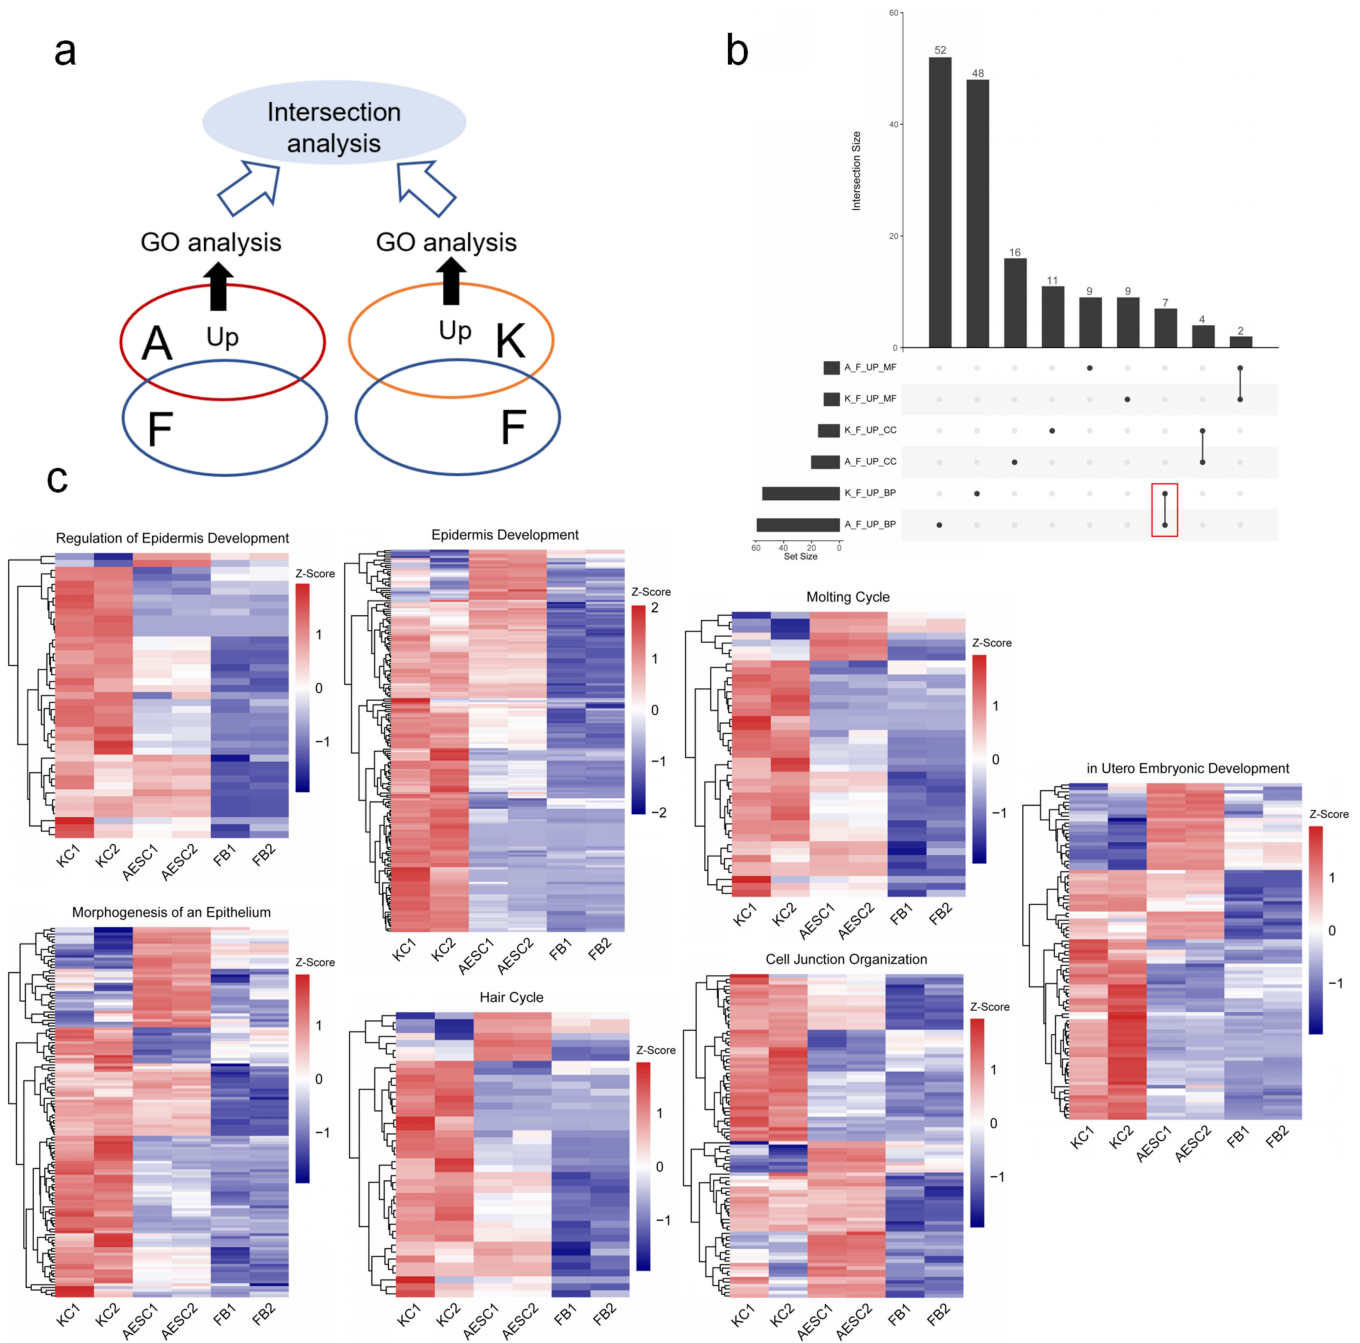 a
Intersection
analysis
GO analysis
GO analysis
A
Up
F
Up
K
F
b
60
40
20
0
Intersection Size
52
48
16
11
9
9
7
4
2
A_F_UP_MF
K_F_UP_MF
K_F_UP_CC
A_F_UP_CC
K_F_UP_BP
A_F_UP_BP
60
40
20
0
Set Size
c
Regulation of Epidermis Development
Z-Score
1
0
−1
KC1
KC2
AESC1
AESC2
FB1
FB2
Epidermis Development
Z-Score
2
1
0
−1
−2
KC1
KC2
AESC1
AESC2
FB1
FB2
Molting Cycle
Z-Score
1
0
−1
KC1
KC2
AESC1
AESC2
FB1
FB2
in Utero Embryonic Development
Z-Score
1
0
−1
KC1
KC2
AESC1
AESC2
FB1
FB2
Morphogenesis of an Epithelium
Z-Score
1
0
−1
KC1
KC2
AESC1
AESC2
FB1
FB2
Hair Cycle
Z-Score
1
0
−1
KC1
KC2
AESC1
AESC2
FB1
FB2
Cell Junction Organization
Z-Score
1
0
−1
KC1
KC2
AESC1
AESC2
FB1
FB2